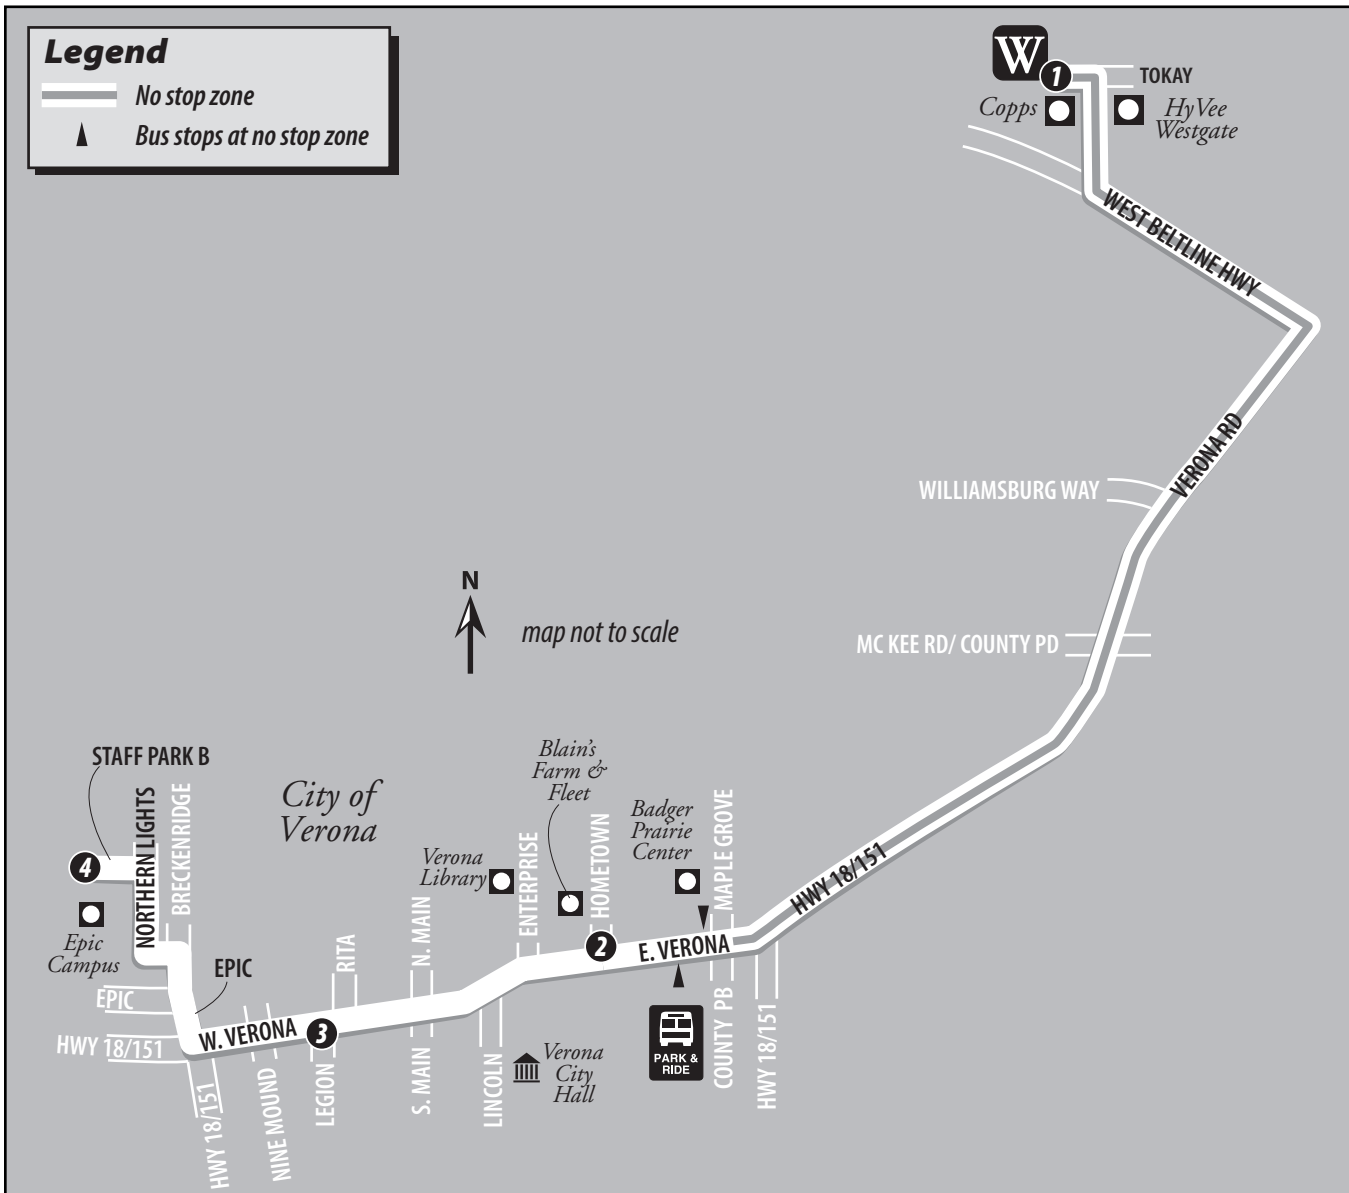 Legend
No stop zone
Bus stops at no stop zone
W
1
TOKAY
Copps
HyVee
Westgate
WEST BELTLINE HWY
VERONA RD
WILLIAMSBURG WAY
N
map not to scale
MC KEE RD/ COUNTY PD
HWY 18/151
STAFF PARK B
City of
Verona
Blain's
Farm &
Fleet
Badger
Prairie
Center
Verona
Library
NORTHERN LIGHTS
BRECKENRIDGE
4
Epic
Campus
EPIC
EPIC
HWY 18/151
W. VERONA
3
RITA
N. MAIN
ENTERPRISE
HOMETOWN
2
E. VERONA
MAPLE GROVE
HWY 18/151
NINE MOUND
LEGION
S. MAIN
LINCOLN
Verona
City
Hall
PARK &
RIDE
COUNTY PB
HWY 18/151